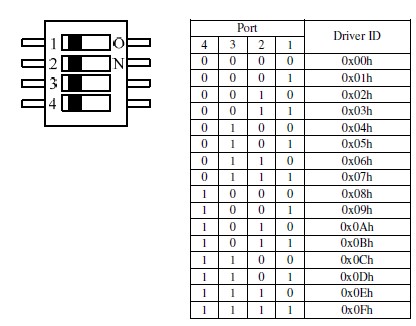 1 O
2 N
3
4
Port Driver ID
4 3 2 1
0 0 0 0 0x00h
0 0 0 1 0x01h
0 0 1 0 0x02h
0 0 1 1 0x03h
0 1 0 0 0x04h
0 1 0 1 0x05h
0 1 1 0 0x06h
0 1 1 1 0x07h
1 0 0 0 0x08h
1 0 0 1 0x09h
1 0 1 0 0x0Ah
1 0 1 1 0x0Bh
1 1 0 0 0x0Ch
1 1 0 1 0x0Dh
1 1 1 0 0x0Eh
1 1 1 1 0x0Fh